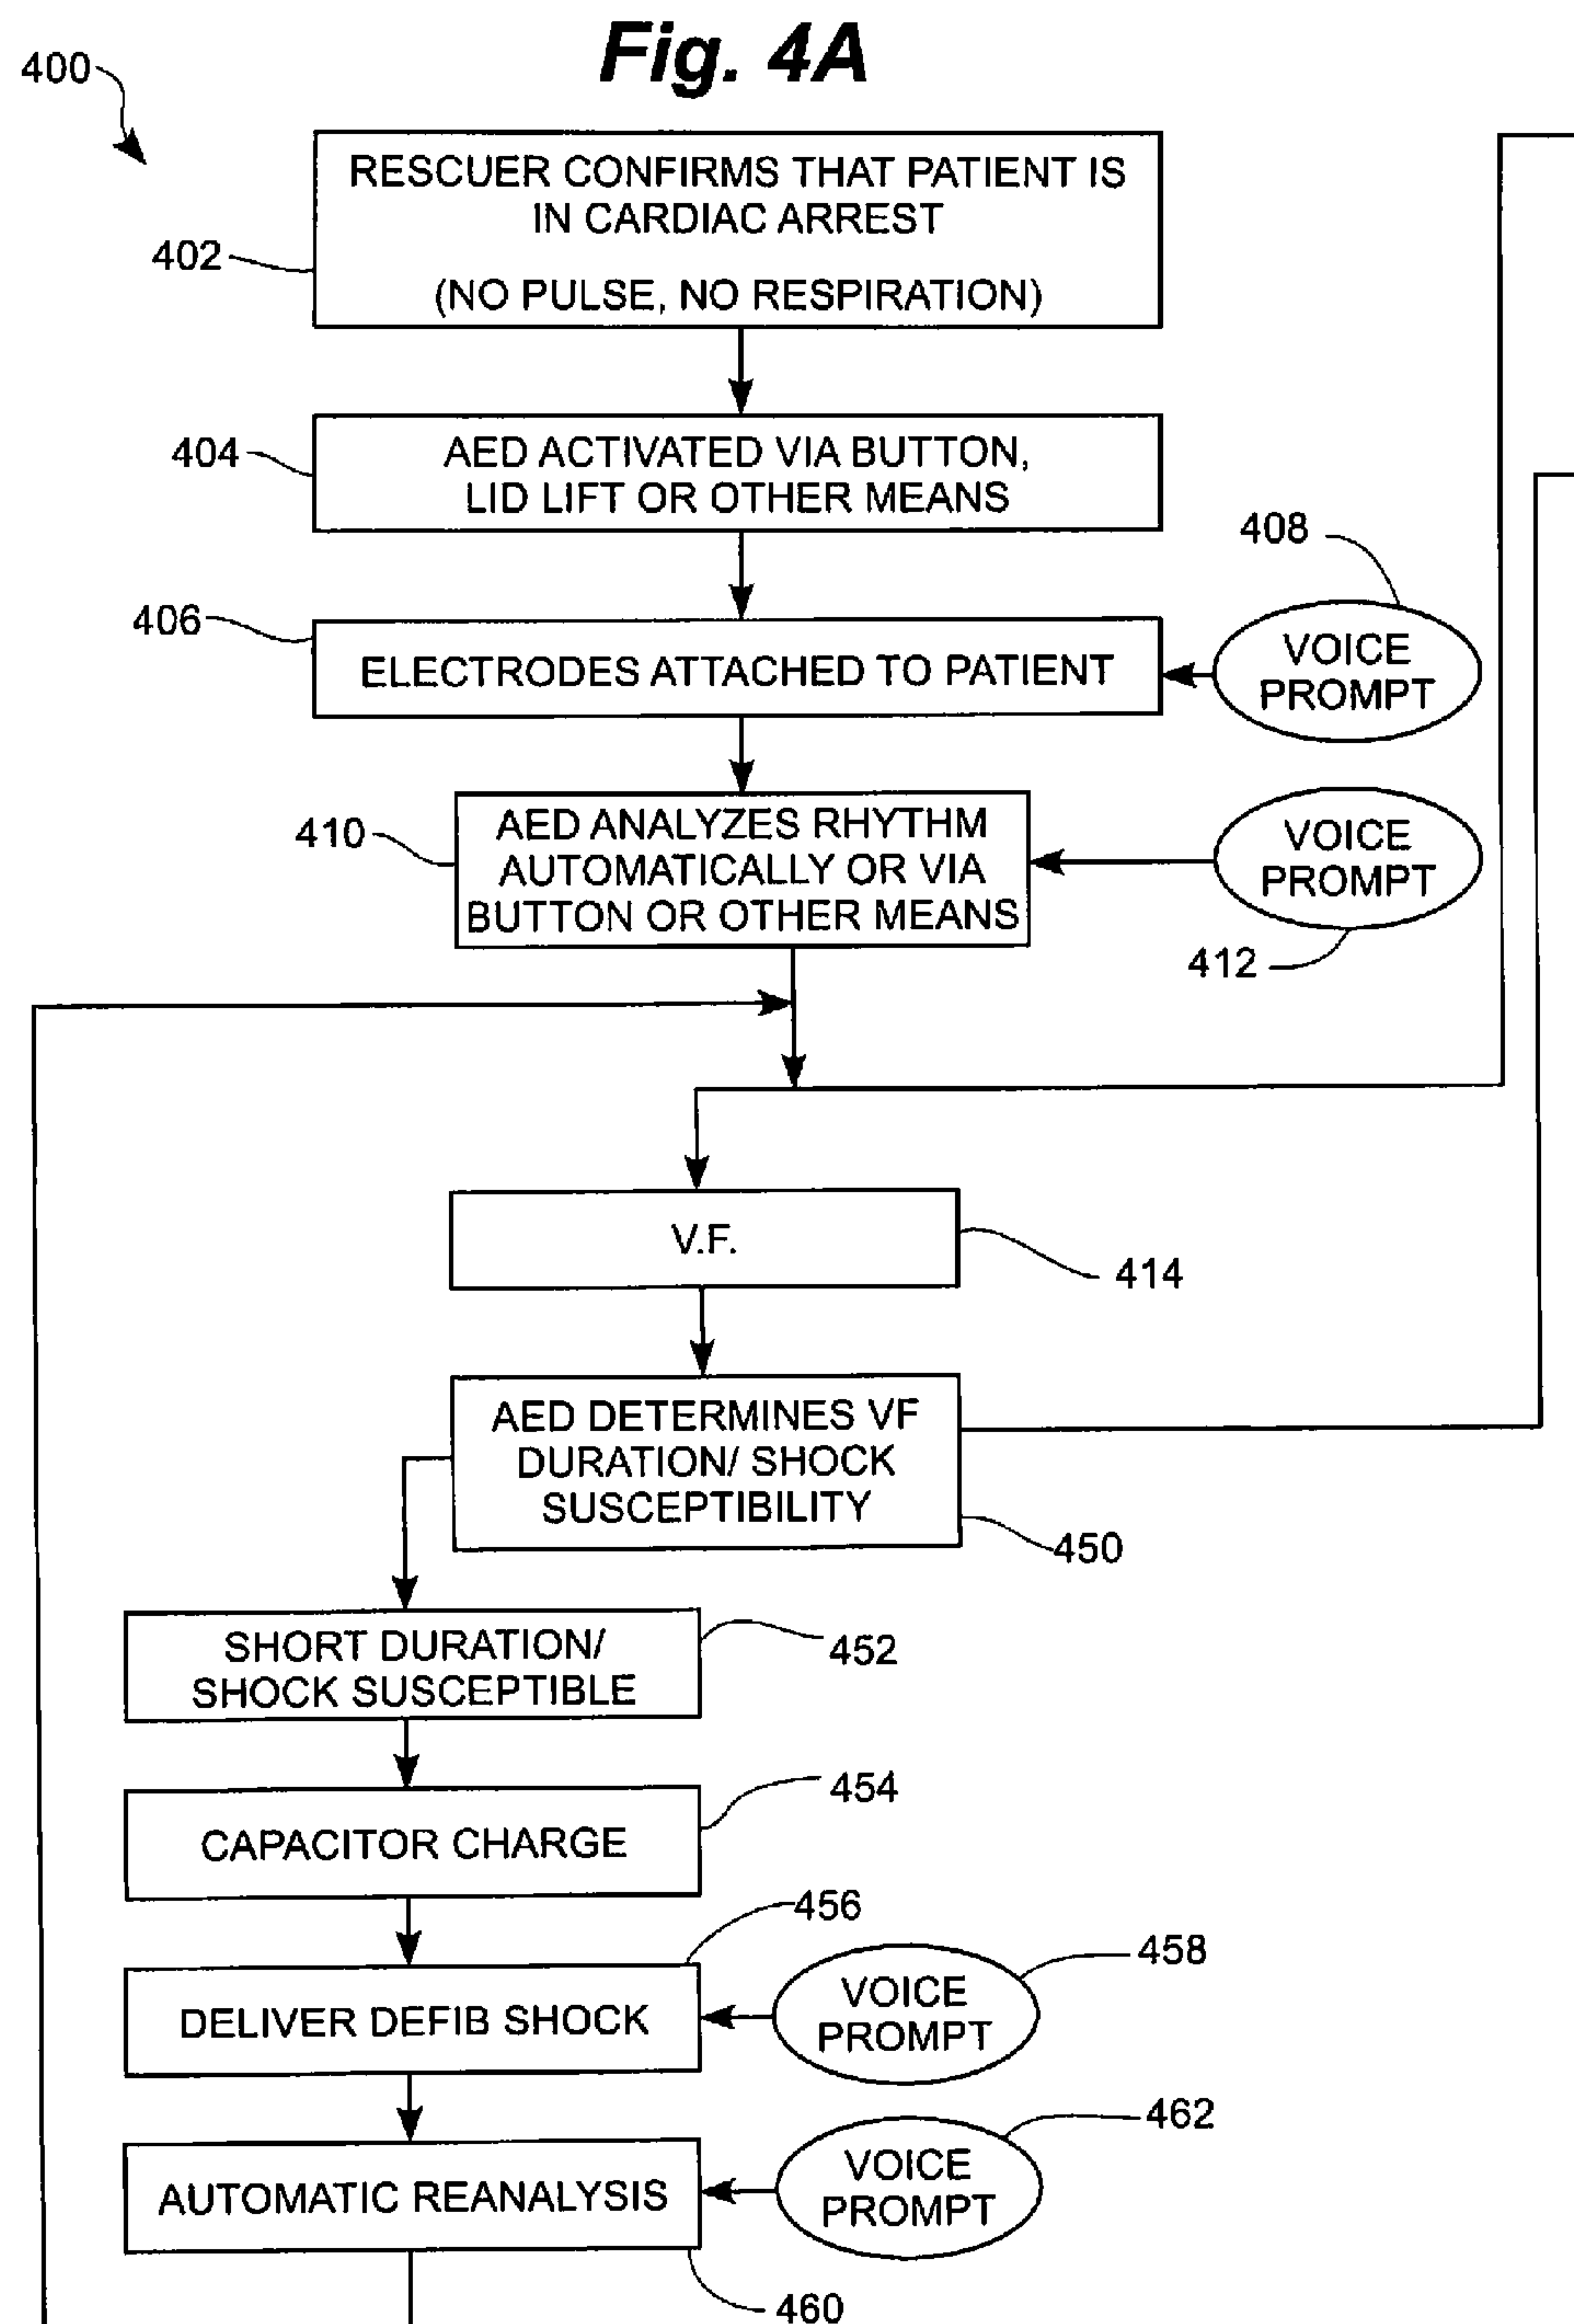 Fig. 4A
400
RESCUER CONFIRMS THAT PATIENT IS
IN CARDIAC ARREST
(NO PULSE, NO RESPIRATION)
402
AED ACTIVATED VIA BUTTON,
LID LIFT OR OTHER MEANS
404
408
406
ELECTRODES ATTACHED TO PATIENT
VOICE
PROMPT
410
AED ANALYZES RHYTHM
AUTOMATICALLY OR VIA
BUTTON OR OTHER MEANS
VOICE
PROMPT
412
V.F.
414
AED DETERMINES VF
DURATION/ SHOCK
SUSCEPTIBILITY
450
SHORT DURATION/
SHOCK SUSCEPTIBLE
452
CAPACITOR CHARGE
454
456
DELIVER DEFIB SHOCK
VOICE
PROMPT
458
AUTOMATIC REANALYSIS
VOICE
PROMPT
462
460